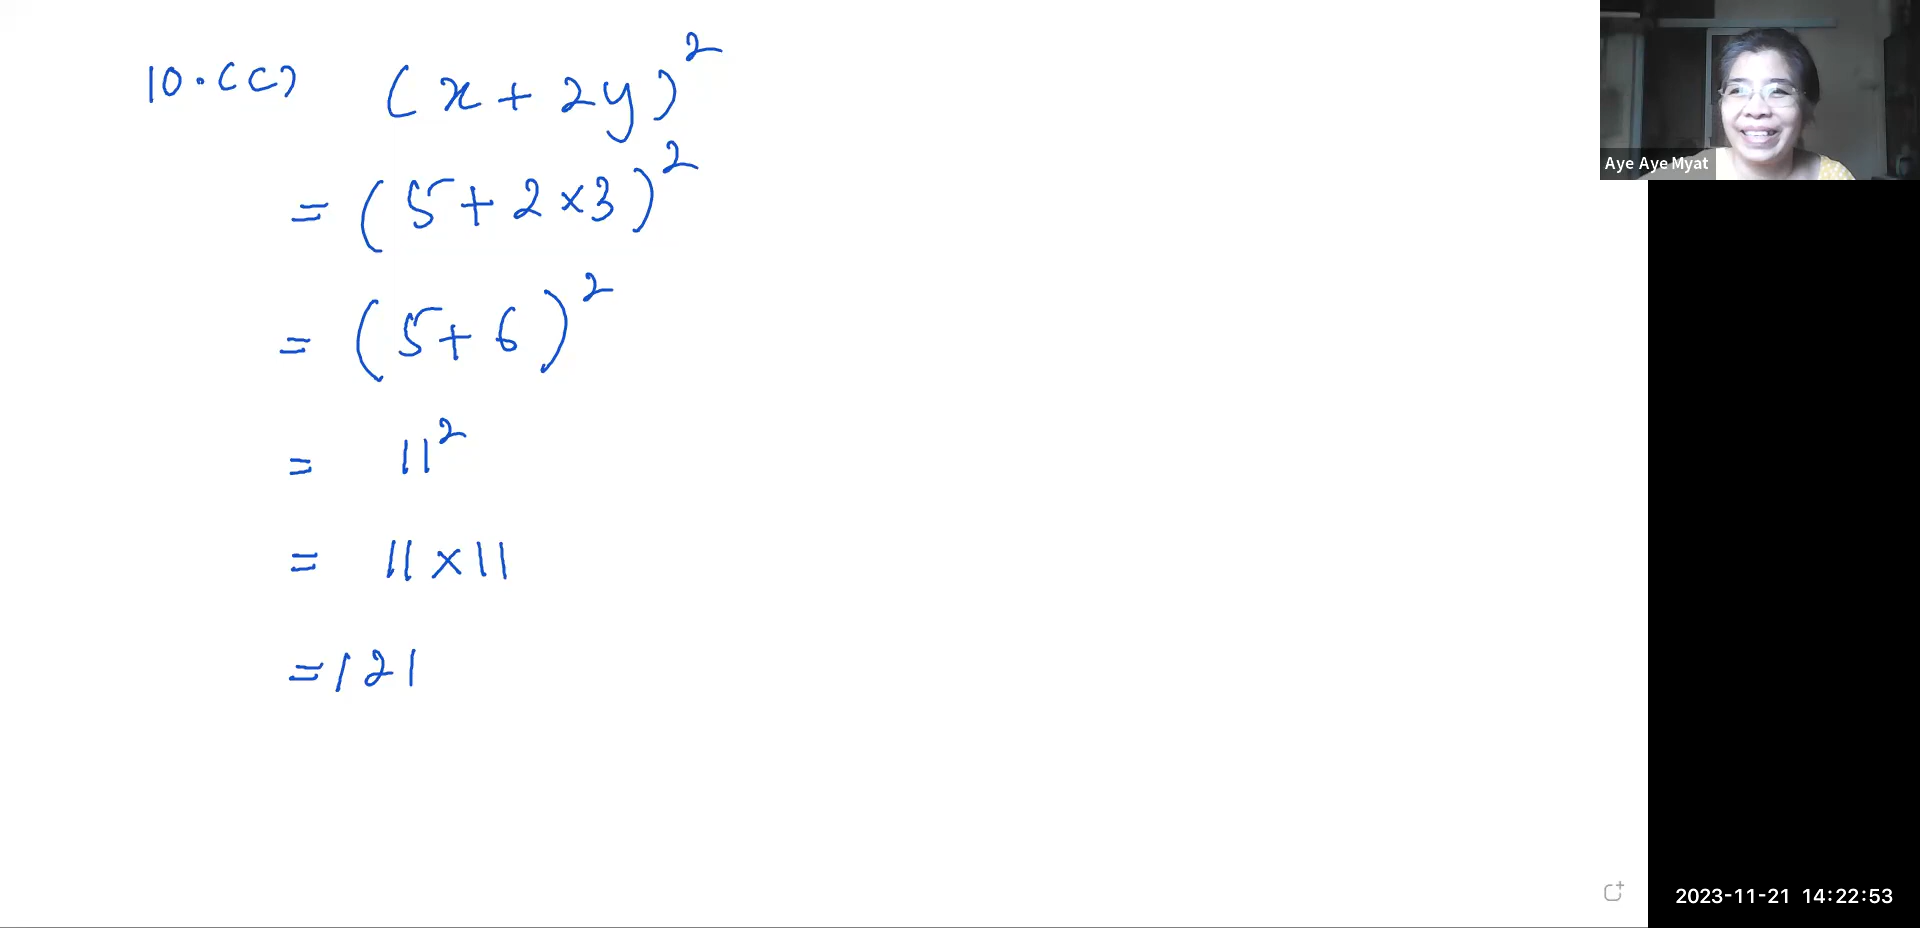 10.(c) (x + 2y)²
= (5 + 2 × 3)²
= (5 + 6)²
= 11²
= 11 × 11
= 121
Aye Aye Myat
2023-11-21 14:22:53